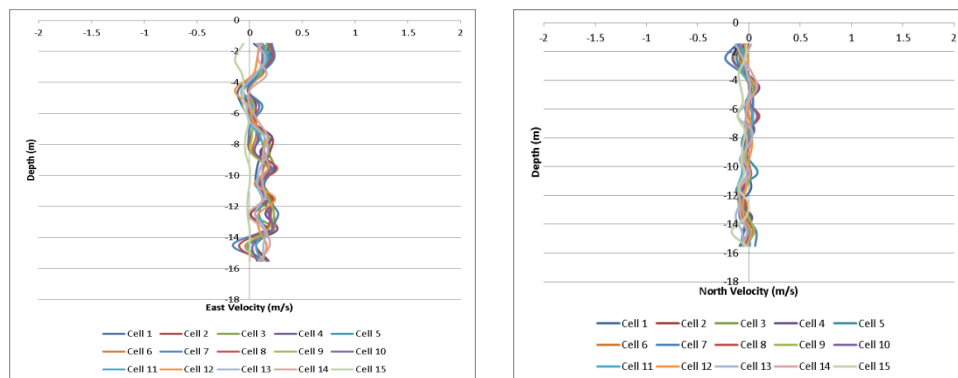 -2 -1.5 -1 -0.5 0 0.5 1 1.5 2
0
-2
-4
-6
-8
-10
-12
-14
-16
-18
Depth (m)
East Velocity (m/s)
Cell 1 Cell 2 Cell 3 Cell 4 Cell 5
Cell 6 Cell 7 Cell 8 Cell 9 Cell 10
Cell 11 Cell 12 Cell 13 Cell 14 Cell 15
-2 -1.5 -1 -0.5 0 0.5 1 1.5 2
0
-2
-4
-6
-8
-10
-12
-14
-16
-18
Depth (m)
North Velocity (m/s)
Cell 1 Cell 2 Cell 3 Cell 4 Cell 5
Cell 6 Cell 7 Cell 8 Cell 9 Cell 10
Cell 11 Cell 12 Cell 13 Cell 14 Cell 15